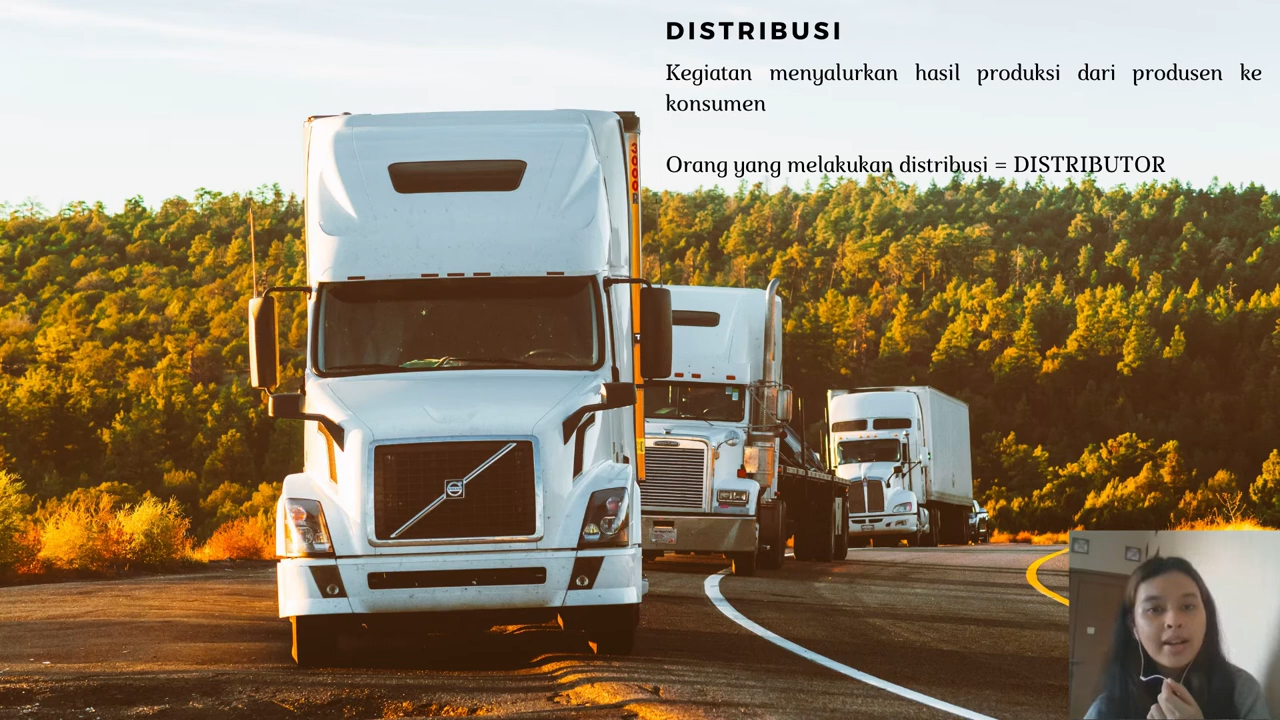 DISTRIBUSI
Kegiatan menyalurkan hasil produksi dari produsen ke
konsumen
Orang yang melakukan distribusi = DISTRIBUTOR